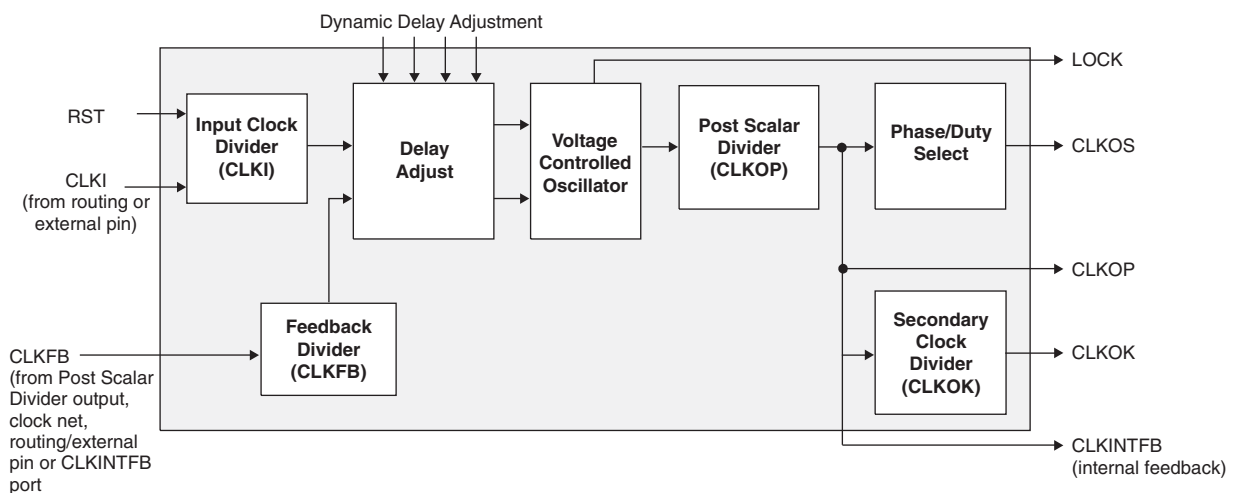 Dynamic Delay Adjustment
LOCK
RST
Input Clock
Divider
(CLKI)
Delay
Adjust
Voltage
Controlled
Oscillator
Post Scalar
Divider
(CLKOP)
Phase/Duty
Select
CLKOS
CLKI
(from routing or
external pin)
CLKOP
Feedback
Divider
(CLKFB)
Secondary
Clock
Divider
(CLKOK)
CLKOK
CLKFB
(from Post Scalar
Divider output,
clock net,
routing/external
pin or CLKINTFB
port
CLKINTFB
(internal feedback)